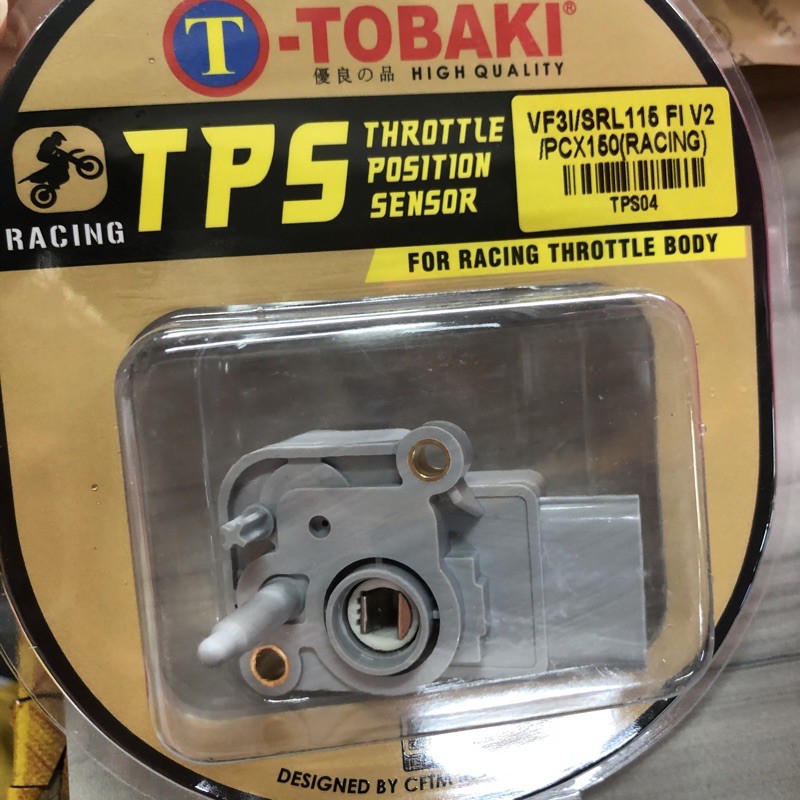 T-TOBAKI®
優良の品 HIGH QUALITY
RACING
TPS
THROTTLE
POSITION
SENSOR
VF3I/SRL115 FI V2
/PCX150(RACING)
TPS04
FOR RACING THROTTLE BODY
DESIGNED BY